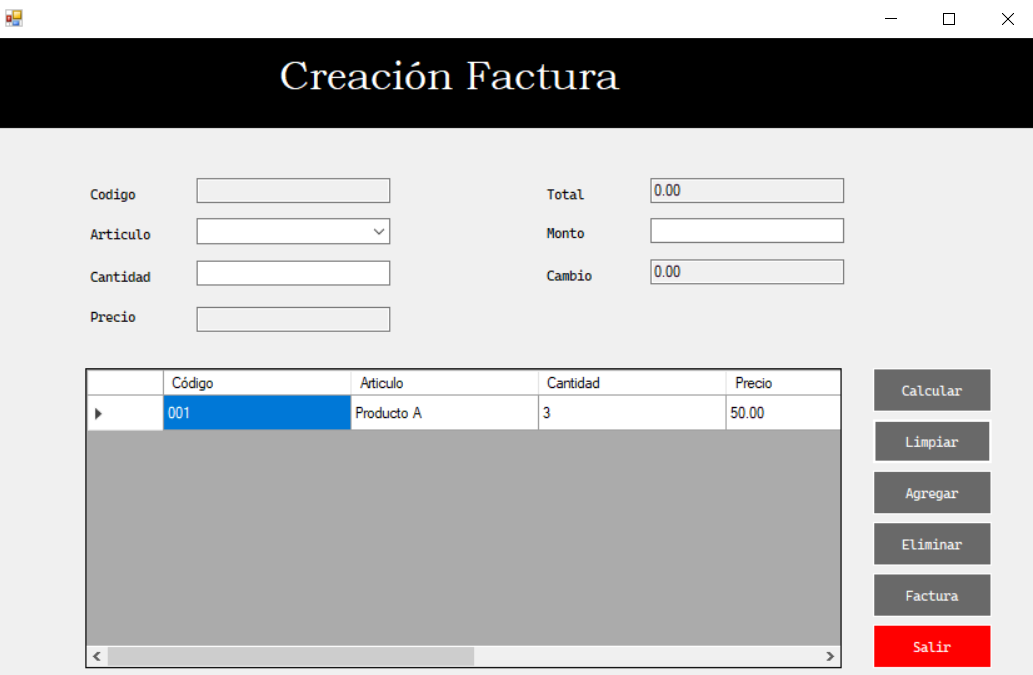 Creación Factura
Codigo
Total 0.00
Articulo
Monto
Cantidad
Cambio 0.00
Precio
Código Articulo Cantidad Precio
001 Producto A 3 50.00
Calcular
Limpiar
Agregar
Eliminar
Factura
Salir